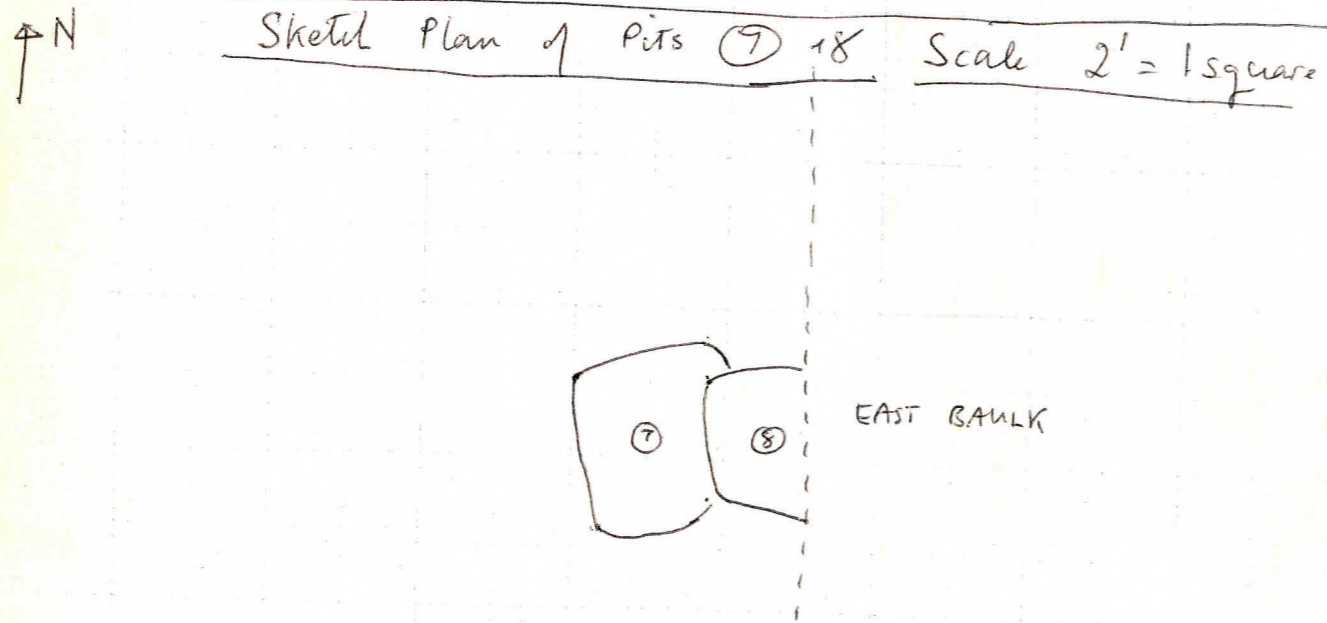 N
Sketch Plan of Pits ⑦ + 8 Scale 2' = 1 square
⑦ ⑧ EAST BAULK